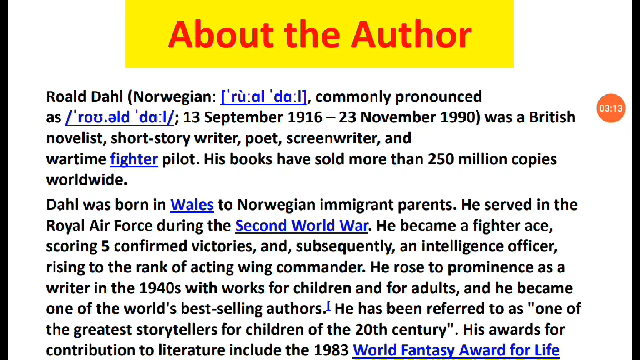 About the Author
Roald Dahl (Norwegian: [ˈrùːɑl ˈdɑːl], commonly pronounced
03:13
as /ˈroʊ.əld ˈdɑːl/; 13 September 1916 – 23 November 1990) was a British
novelist, short-story writer, poet, screenwriter, and
wartime fighter pilot. His books have sold more than 250 million copies
worldwide.
Dahl was born in Wales to Norwegian immigrant parents. He served in the
Royal Air Force during the Second World War. He became a fighter ace,
scoring 5 confirmed victories, and, subsequently, an intelligence officer,
rising to the rank of acting wing commander. He rose to prominence as a
writer in the 1940s with works for children and for adults, and he became
one of the world's best-selling authors.[ He has been referred to as "one of
the greatest storytellers for children of the 20th century". His awards for
contribution to literature include the 1983 World Fantasy Award for Life